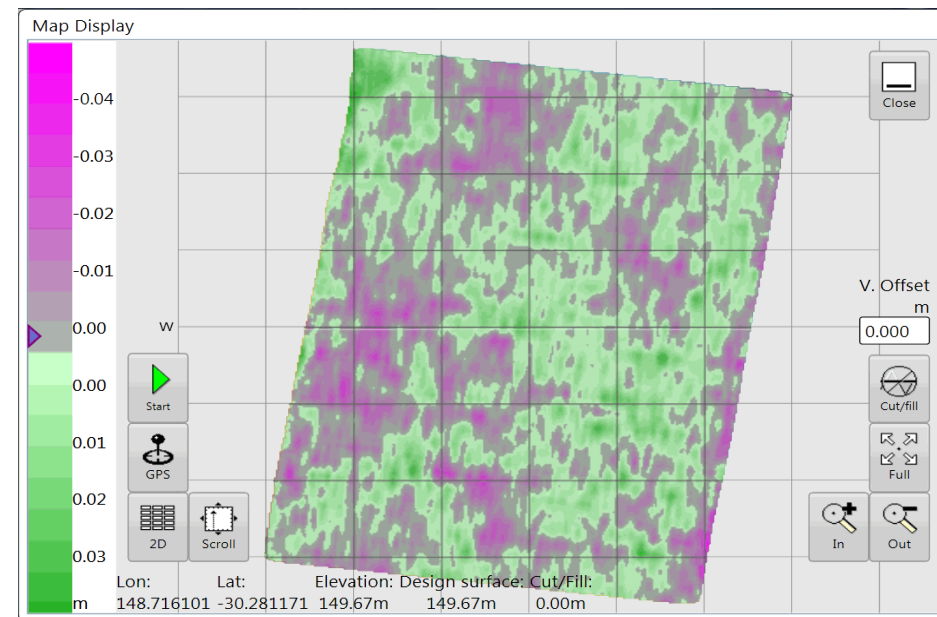 Map Display
-0.04
-0.03
-0.02
-0.01
0.00
0.00
0.01
0.02
0.03
m
W
Start
GPS
2D
Scroll
Close
V. Offset
m
0.000
Cut/fill
Full
In
Out
Lon: Lat: Elevation: Design surface: Cut/Fill:
148.716101 -30.281171 149.67m 149.67m 0.00m